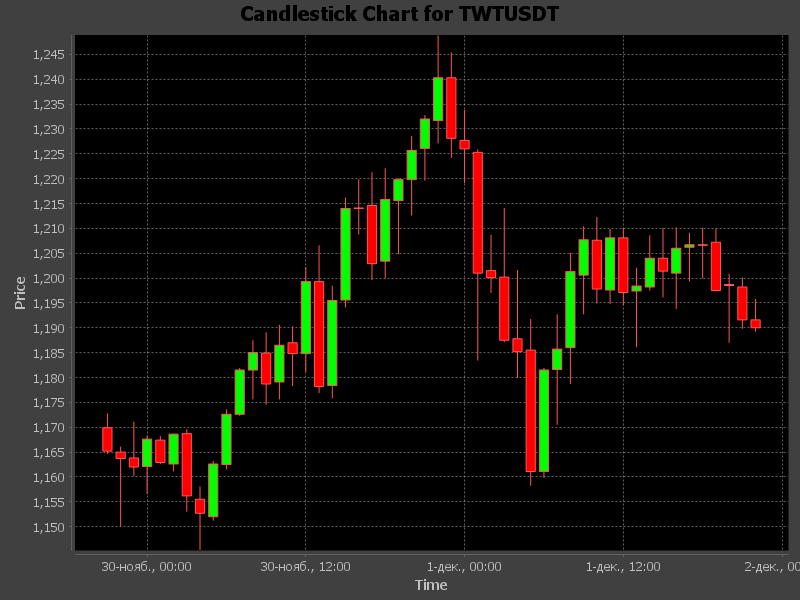 Candlestick Chart for TWTUSDT
1,245
1,240
1,235
1,230
1,225
1,220
1,215
1,210
1,205
1,200
1,195
1,190
1,185
1,180
1,175
1,170
1,165
1,160
1,155
1,150
Price
30-нояб., 00:00
30-нояб., 12:00
1-дек., 00:00
1-дек., 12:00
2-дек., 00
Time